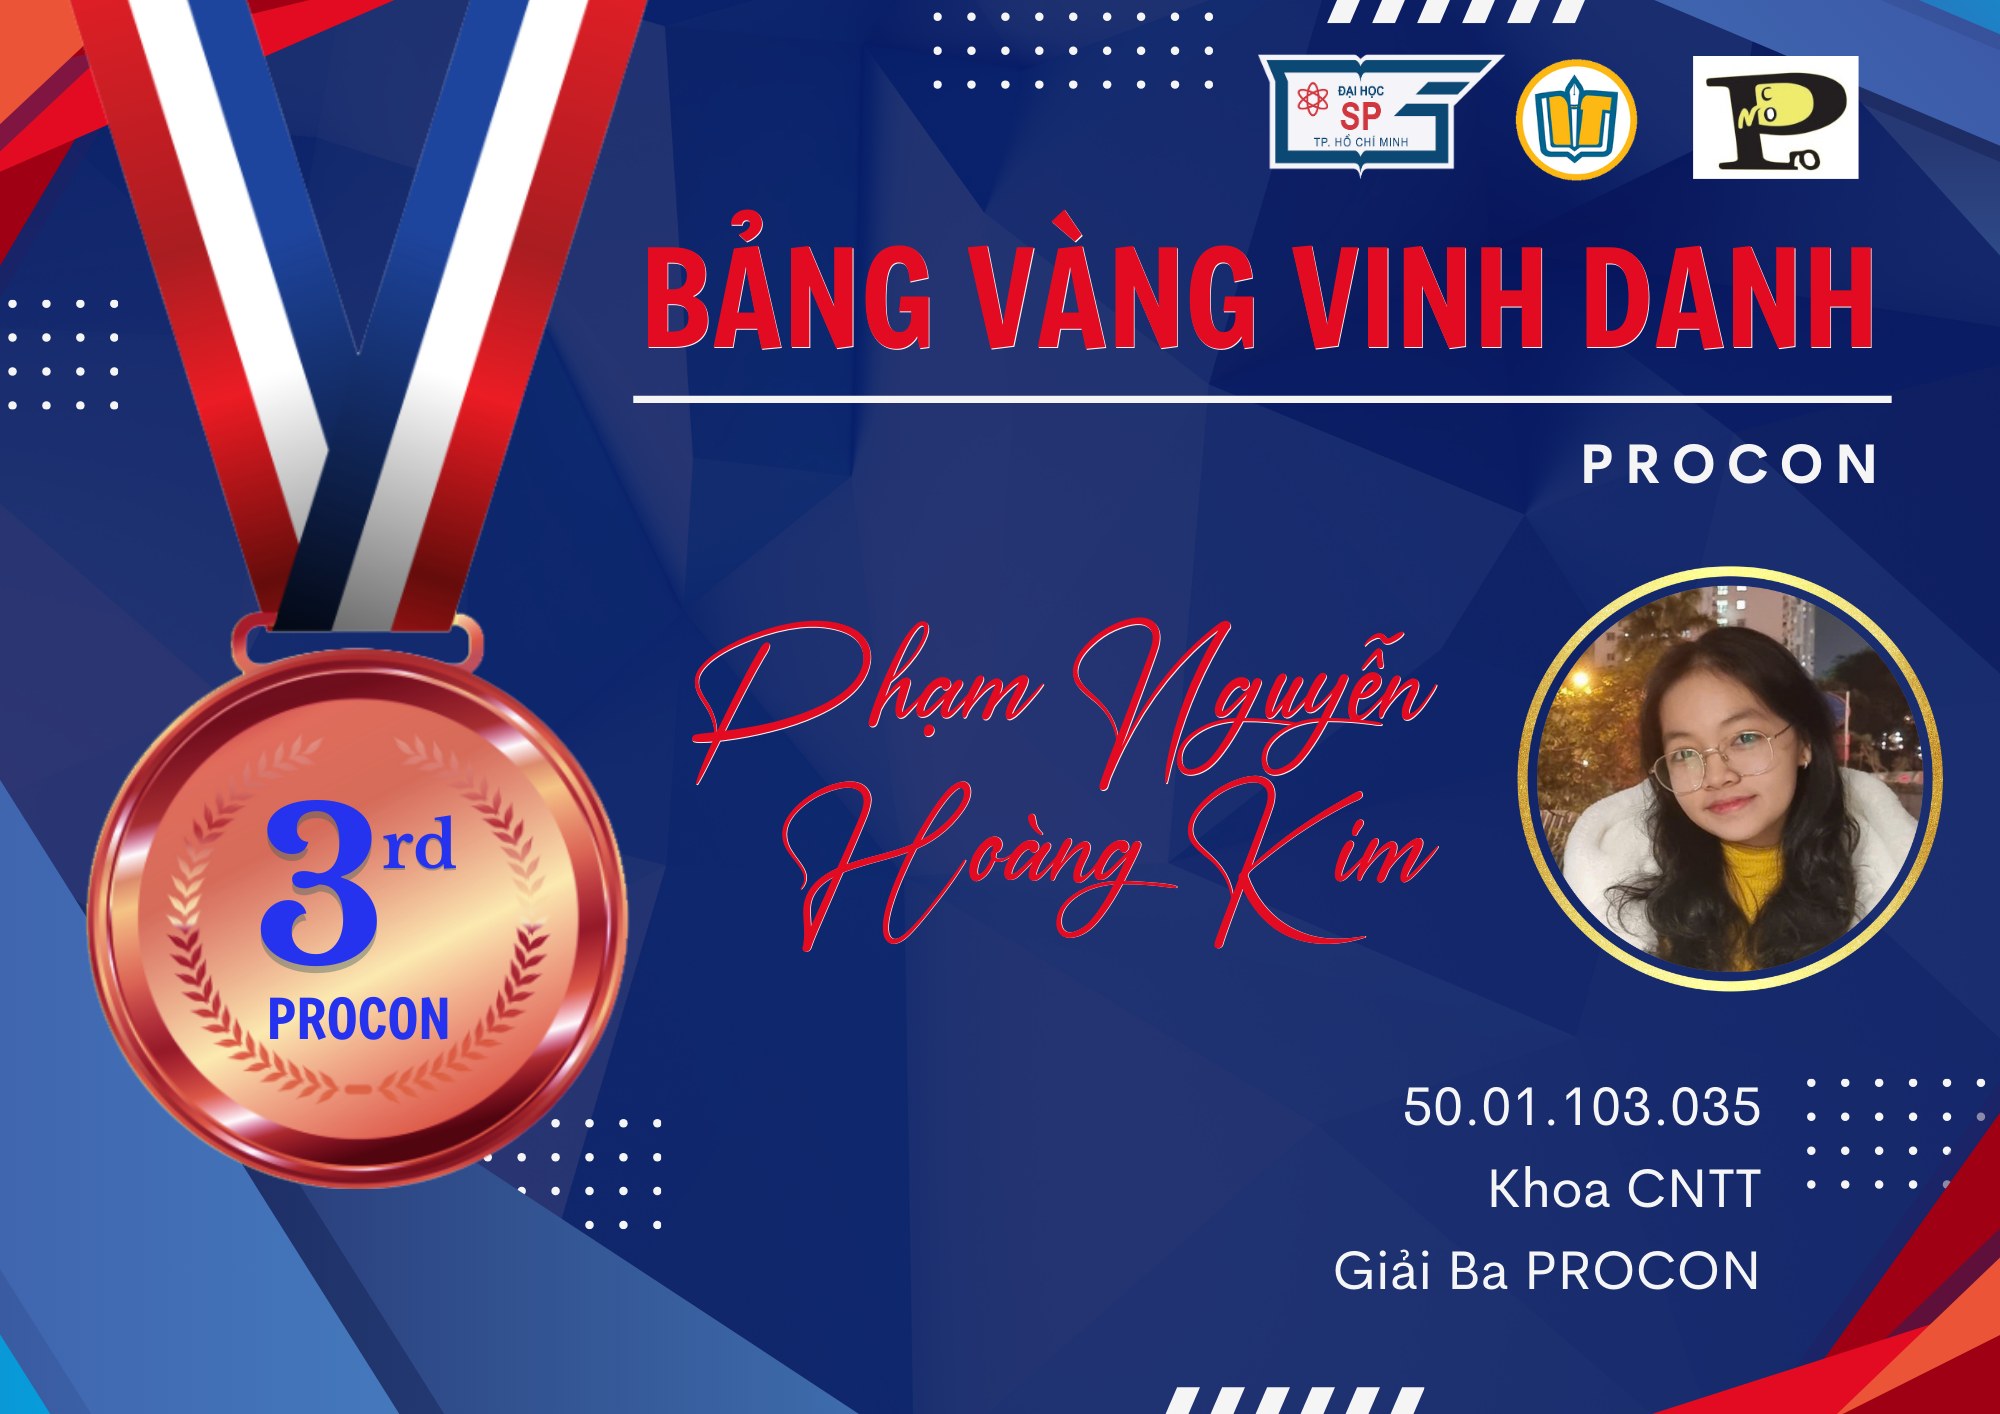 ĐẠI HỌC
SP
TP. HỒ CHÍ MINH
PROCON
BẢNG VÀNG VINH DANH
PROCON
Phạm Nguyễn
Hoàng Kim
3rd
PROCON
50.01.103.035
Khoa CNTT
Giải Ba PROCON